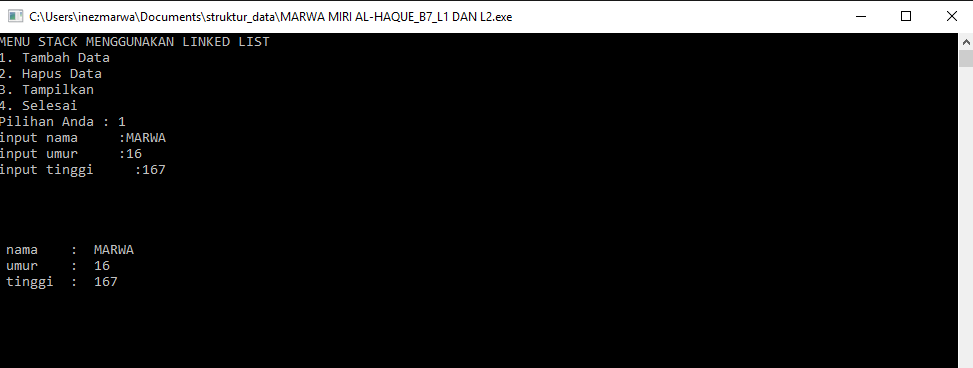 C:\Users\inezmarwa\Documents\struktur_data\MARWA MIRI AL-HAQUE_B7_L1 DAN L2.exe
MENU STACK MENGGUNAKAN LINKED LIST
1. Tambah Data
2. Hapus Data
3. Tampilkan
4. Selesai
Pilihan Anda : 1
input nama     :MARWA
input umur     :16
input tinggi     :167
nama    :  MARWA
umur    :  16
tinggi  :  167